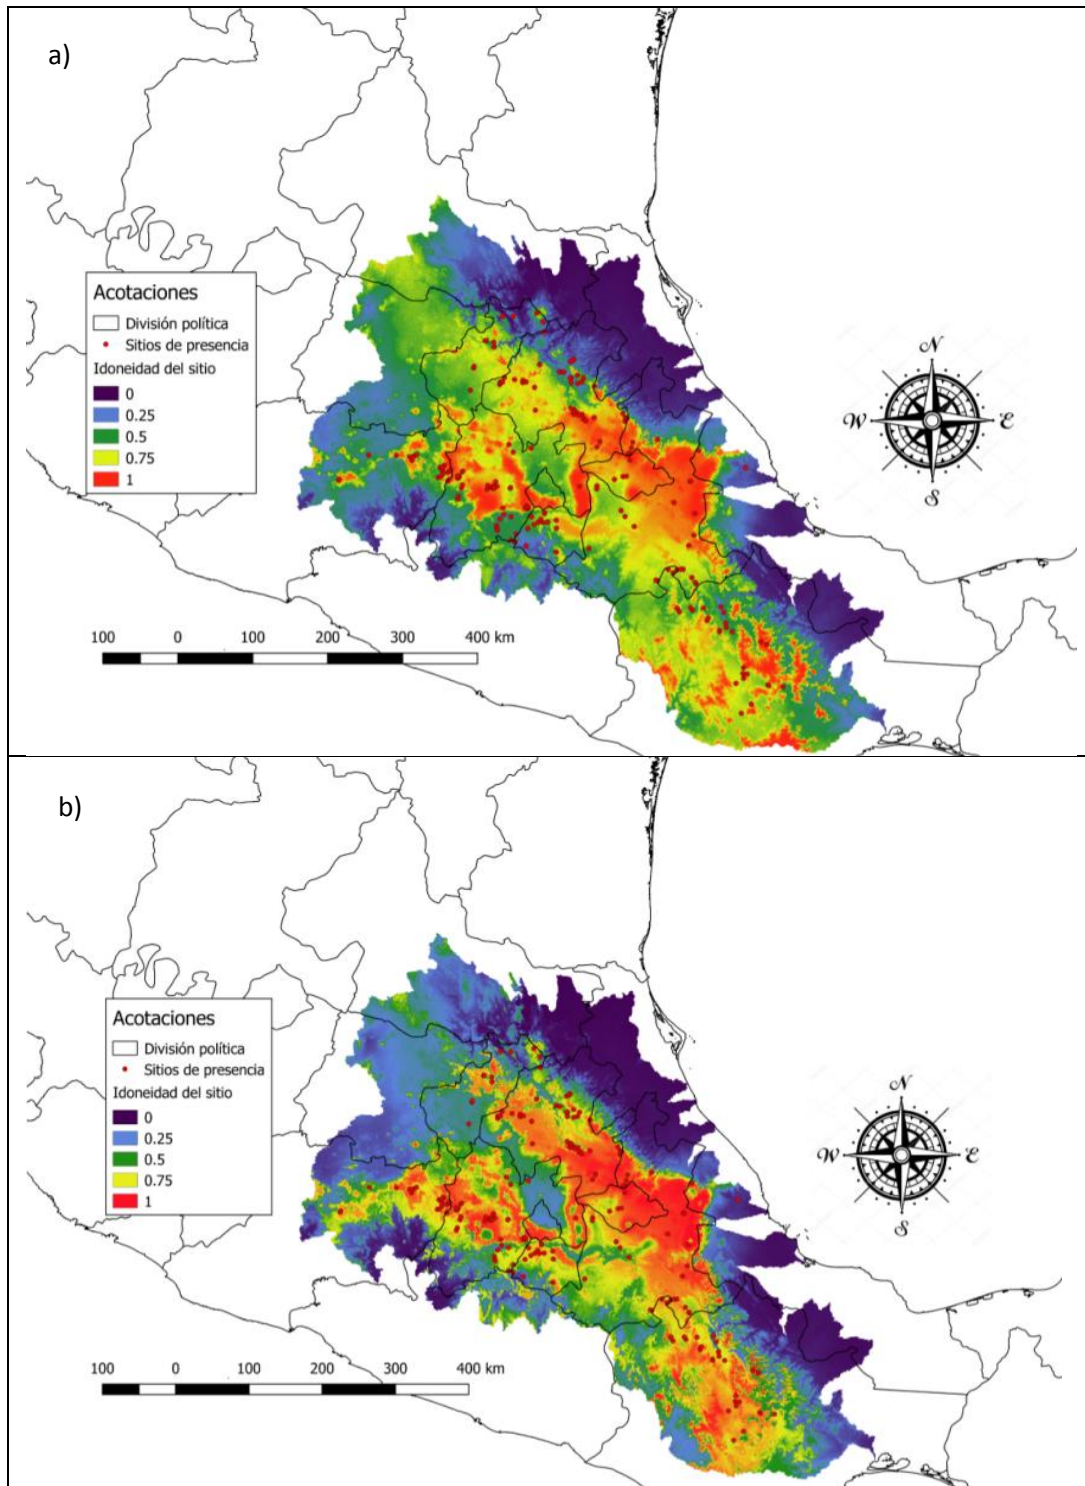 a)
Acotaciones
División política
Sitios de presencia
Idoneidad del sitio
0
0.25
0.5
0.75
1
N
W
E
S
100 0 100 200 300 400 km
b)
Acotaciones
División política
Sitios de presencia
Idoneidad del sitio
0
0.25
0.5
0.75
1
N
W
E
S
100 0 100 200 300 400 km